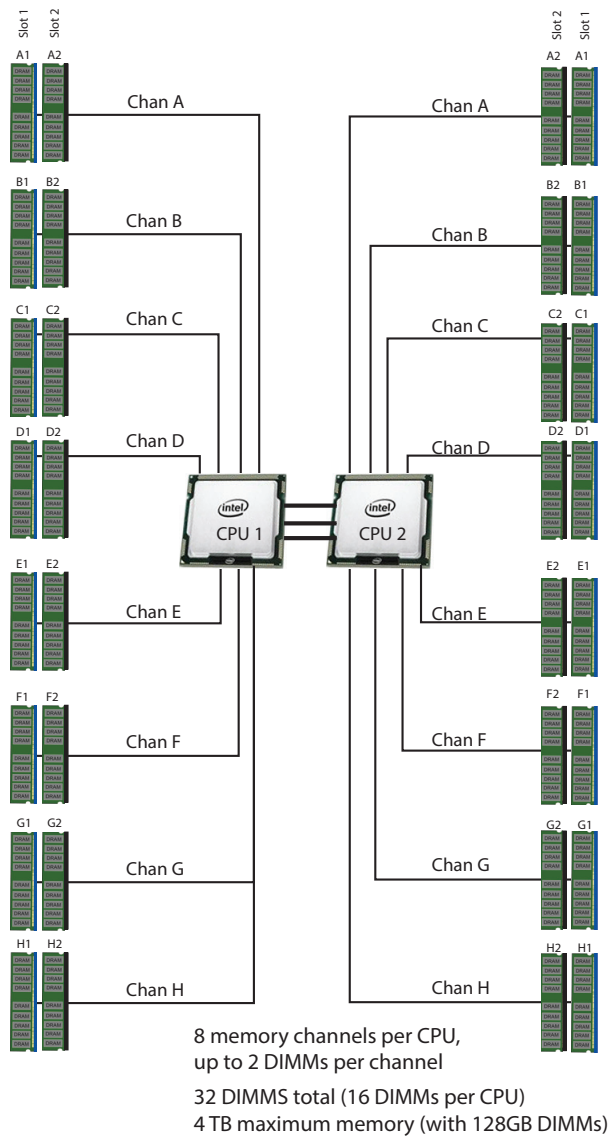 Slot 1
Slot 2
Slot 2
Slot 1
A1 A2
A2 A1
Chan A
Chan A
B1 B2
B2 B1
Chan B
Chan B
C1 C2
C2 C1
Chan C
Chan C
D1 D2
D2 D1
Chan D
Chan D
intel
CPU 1
intel
CPU 2
E1 E2
E2 E1
Chan E
Chan E
F1 F2
F2 F1
Chan F
Chan F
G1 G2
G2 G1
Chan G
Chan G
H1 H2
H2 H1
Chan H
Chan H
DRAM
8 memory channels per CPU,
up to 2 DIMMs per channel
32 DIMMS total (16 DIMMs per CPU)
4 TB maximum memory (with 128GB DIMMs)